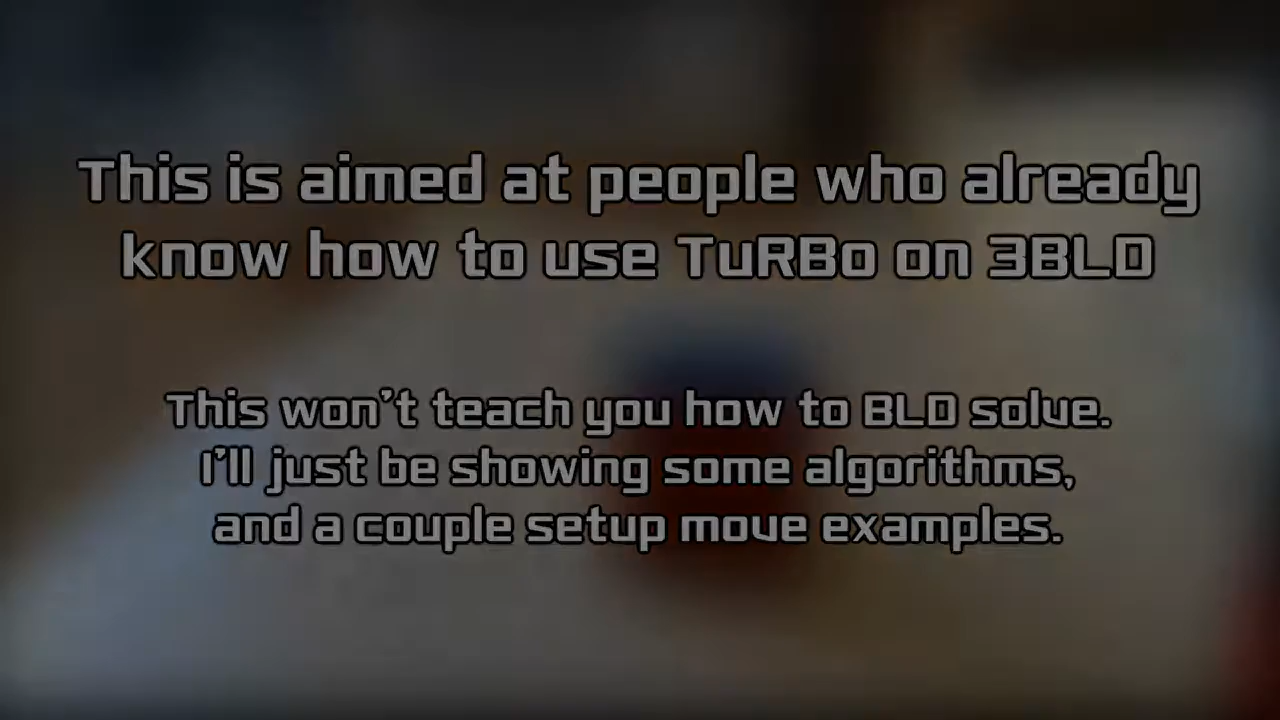 This is aimed at people who already
know how to use TuRBo on 3BLD
This won't teach you how to BLD solve.
I'll just be showing some algorithms,
and a couple setup move examples.